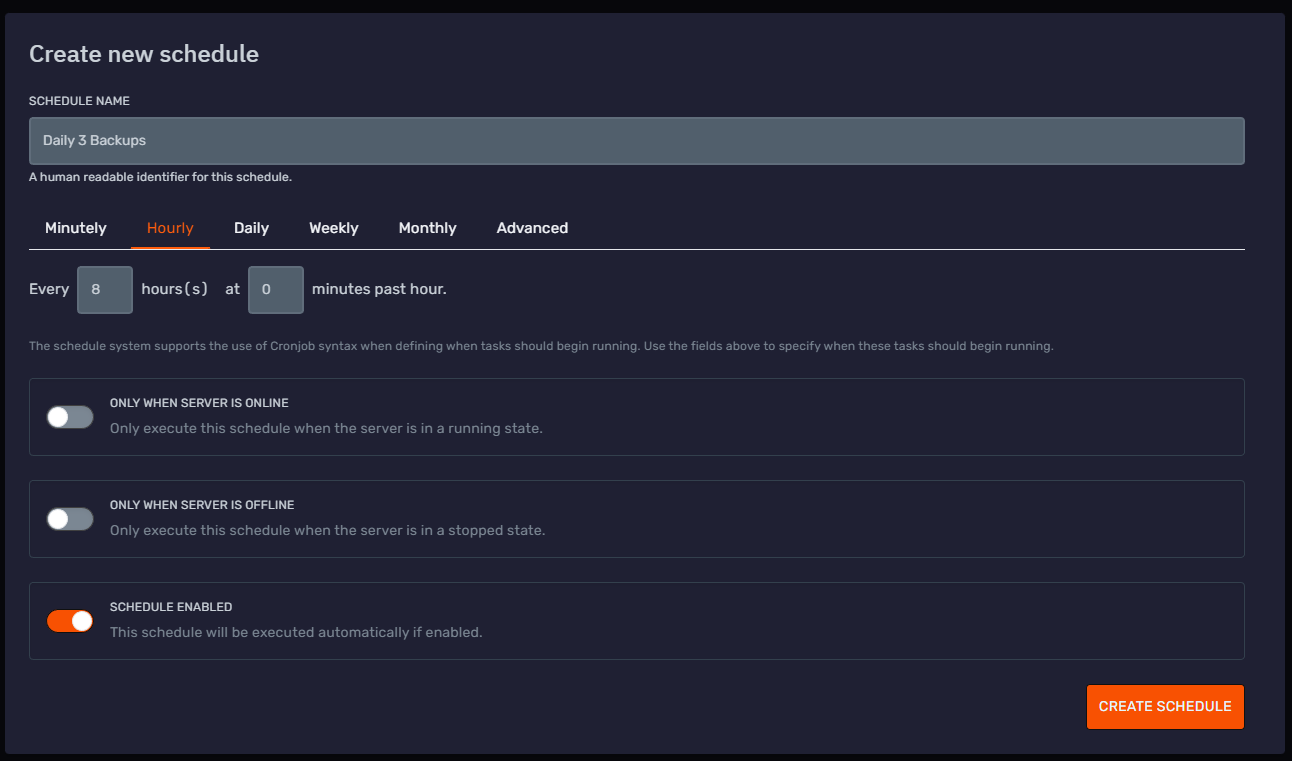 Create new schedule
SCHEDULE NAME
Daily 3 Backups
A human readable identifier for this schedule.
Minutely Hourly Daily Weekly Monthly Advanced
Every 8 hours(s) at 0 minutes past hour.
The schedule system supports the use of Cronjob syntax when defining when tasks should begin running. Use the fields above to specify when these tasks should begin running.
ONLY WHEN SERVER IS ONLINE
Only execute this schedule when the server is in a running state.
ONLY WHEN SERVER IS OFFLINE
Only execute this schedule when the server is in a stopped state.
SCHEDULE ENABLED
This schedule will be executed automatically if enabled.
CREATE SCHEDULE